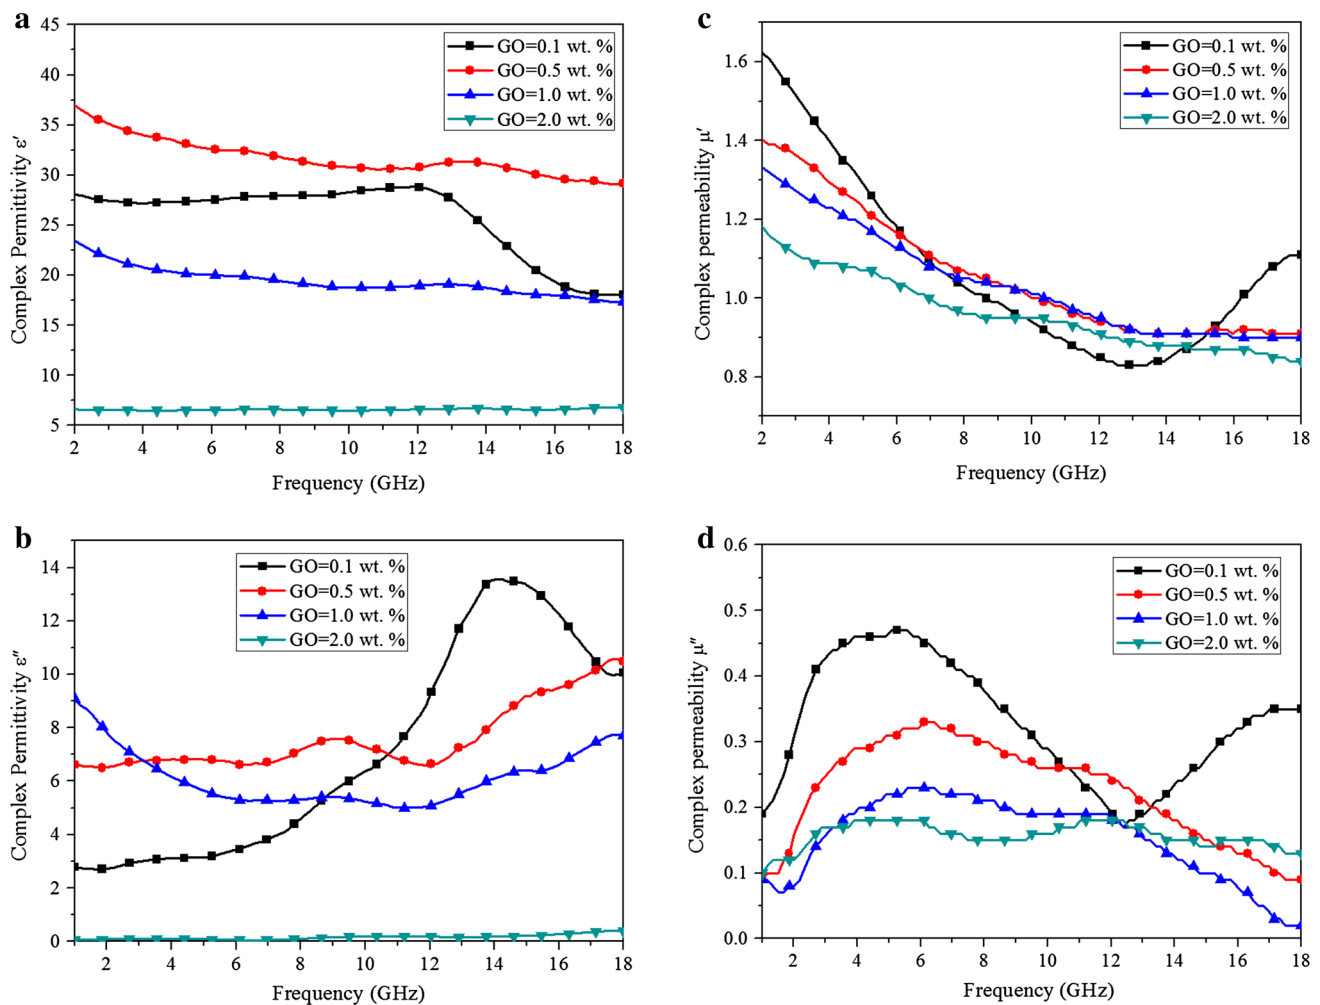 a
45
40
35
30
25
20
15
10
5
Complex Permittivity ε′
GO=0.1 wt. %
GO=0.5 wt. %
GO=1.0 wt. %
GO=2.0 wt. %
2 4 6 8 10 12 14 16 18
Frequency (GHz)
c
1.6
1.4
1.2
1.0
0.8
Complex permeability μ′
GO=0.1 wt. %
GO=0.5 wt. %
GO=1.0 wt. %
GO=2.0 wt. %
2 4 6 8 10 12 14 16 18
Frequency (GHz)
b
14
12
10
8
6
4
2
0
Complex Permittivity ε″
GO=0.1 wt. %
GO=0.5 wt. %
GO=1.0 wt. %
GO=2.0 wt. %
2 4 6 8 10 12 14 16 18
Frequency (GHz)
d
0.6
0.5
0.4
0.3
0.2
0.1
0.0
Complex permeability μ″
GO=0.1 wt. %
GO=0.5 wt. %
GO=1.0 wt. %
GO=2.0 wt. %
2 4 6 8 10 12 14 16 18
Frequency (GHz)